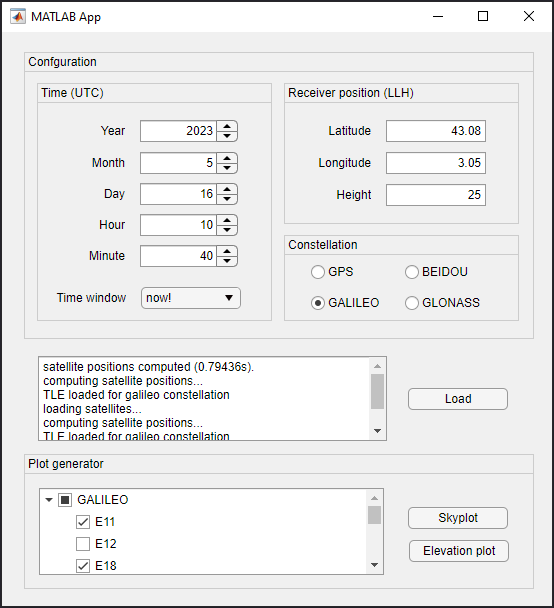 MATLAB App
Confguration
Time (UTC)
Year 2023
Month 5
Day 16
Hour 10
Minute 40
Time window now!
Receiver position (LLH)
Latitude 43.08
Longitude 3.05
Height 25
Constellation
GPS BEIDOU
GALILEO GLONASS
satellite positions computed (0.79436s).
computing satellite positions...
TLE loaded for galileo constellation
loading satellites...
computing satellite positions...
TLE loaded for galileo constellation
Load
Plot generator
GALILEO
E11
E12
E18
Skyplot
Elevation plot